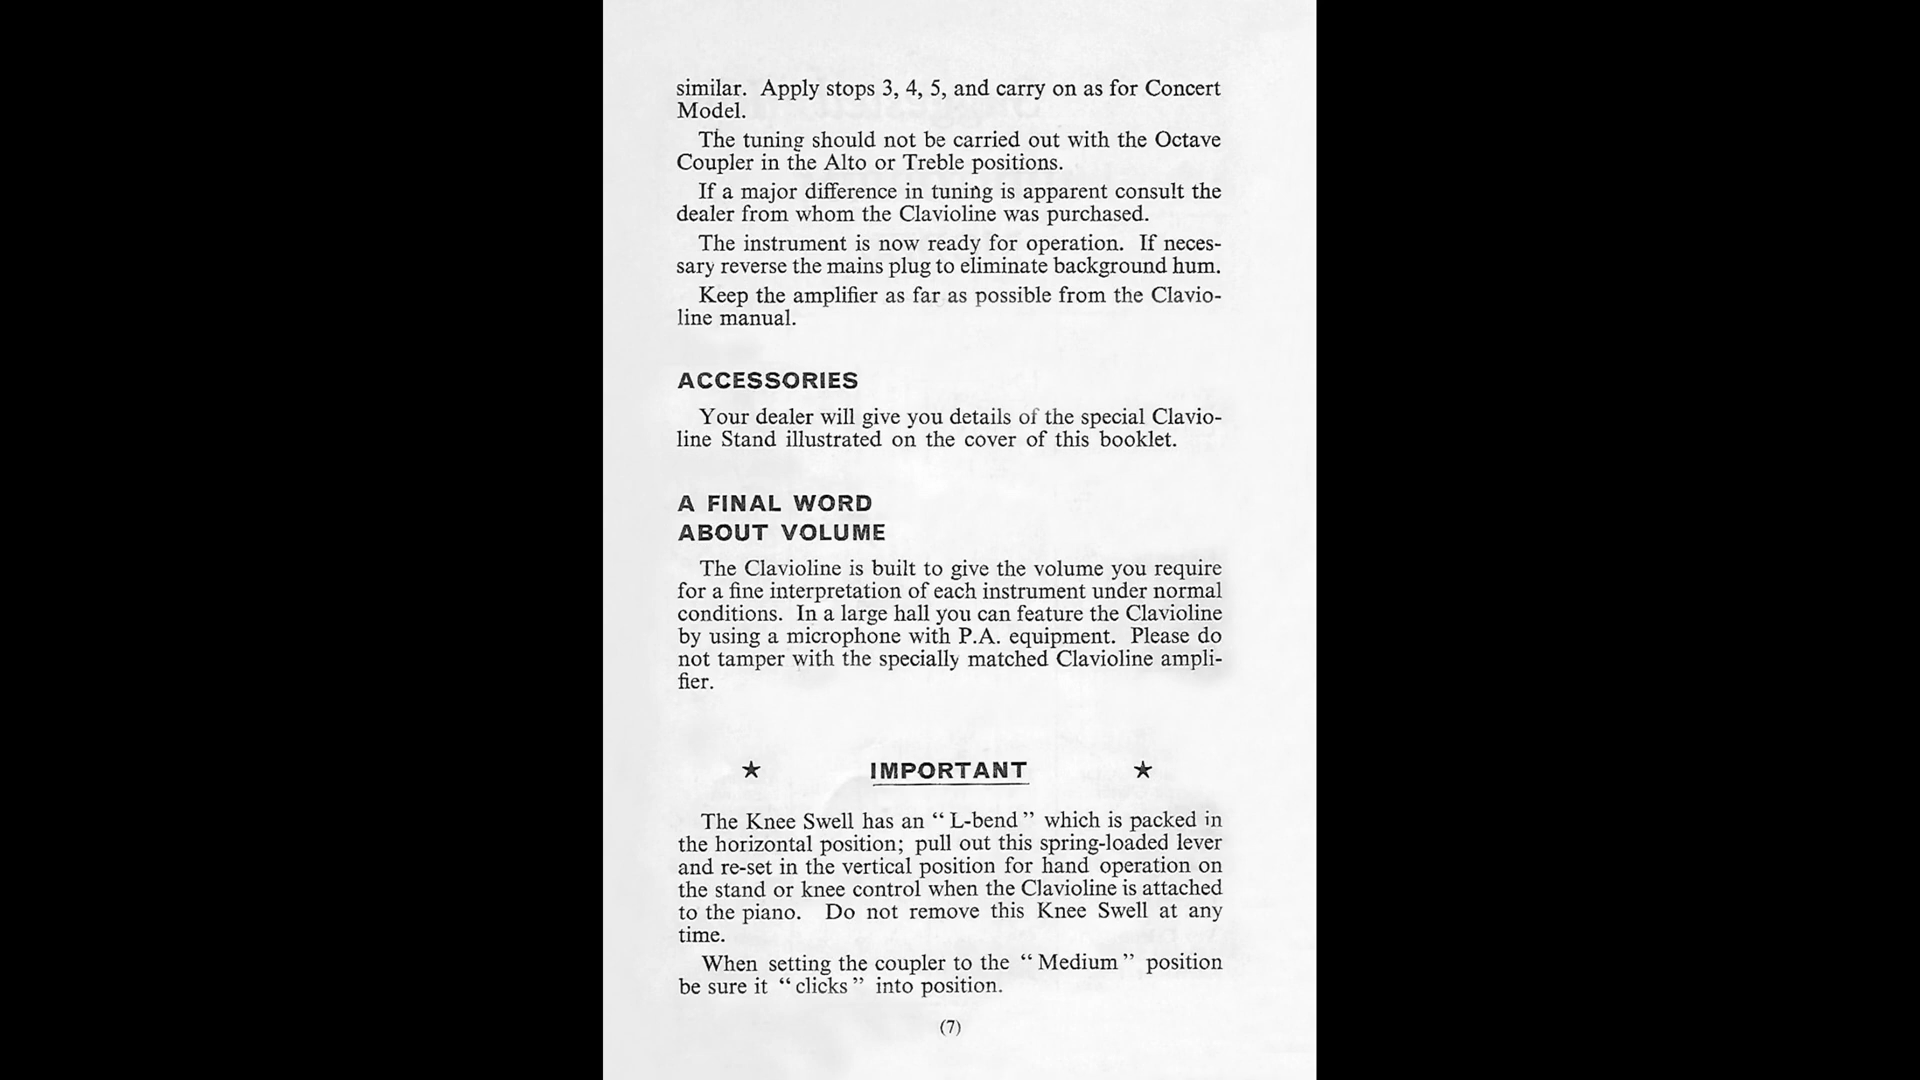 similar. Apply stops 3, 4, 5, and carry on as for Concert
Model.
The tuning should not be carried out with the Octave
Coupler in the Alto or Treble positions.
If a major difference in tuning is apparent consult the
dealer from whom the Clavioline was purchased.
The instrument is now ready for operation. If neces-
sary reverse the mains plug to eliminate background hum.
Keep the amplifier as far as possible from the Clavio-
line manual.
ACCESSORIES
Your dealer will give you details of the special Clavio-
line Stand illustrated on the cover of this booklet.
A FINAL WORD
ABOUT VOLUME
The Clavioline is built to give the volume you require
for a fine interpretation of each instrument under normal
conditions. In a large hall you can feature the Clavioline
by using a microphone with P.A. equipment. Please do
not tamper with the specially matched Clavioline ampli-
fier.
★ IMPORTANT ★
The Knee Swell has an “ L-bend ” which is packed in
the horizontal position; pull out this spring-loaded lever
and re-set in the vertical position for hand operation on
the stand or knee control when the Clavioline is attached
to the piano. Do not remove this Knee Swell at any
time.
When setting the coupler to the “ Medium ” position
be sure it “ clicks ” into position.
(7)